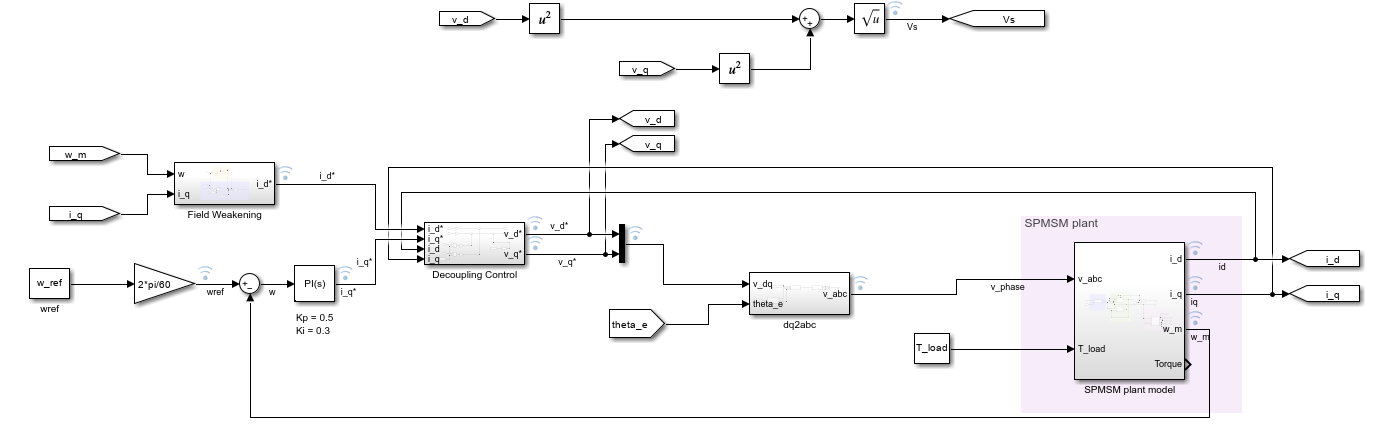 v_d
u²
+
+
√u
Vs
Vs
v_q
u²
v_d
v_q
w_m
w
i_q
i_d*
i_d*
i_q
Field Weakening
SPMSM plant
i_d*
i_q*
i_d
i_q
v_d*
v_q*
v_d*
v_q*
Decoupling Control
w_ref
wref
2*pi/60
wref
+
−
w
PI(s)
i_q*
i_q*
Kp = 0.5
Ki = 0.3
theta_e
v_dq
theta_e
v_abc
dq2abc
v_phase
T_load
v_abc
T_load
i_d
i_q
w_m
Torque
SPMSM plant model
id
iq
w_m
i_d
i_q